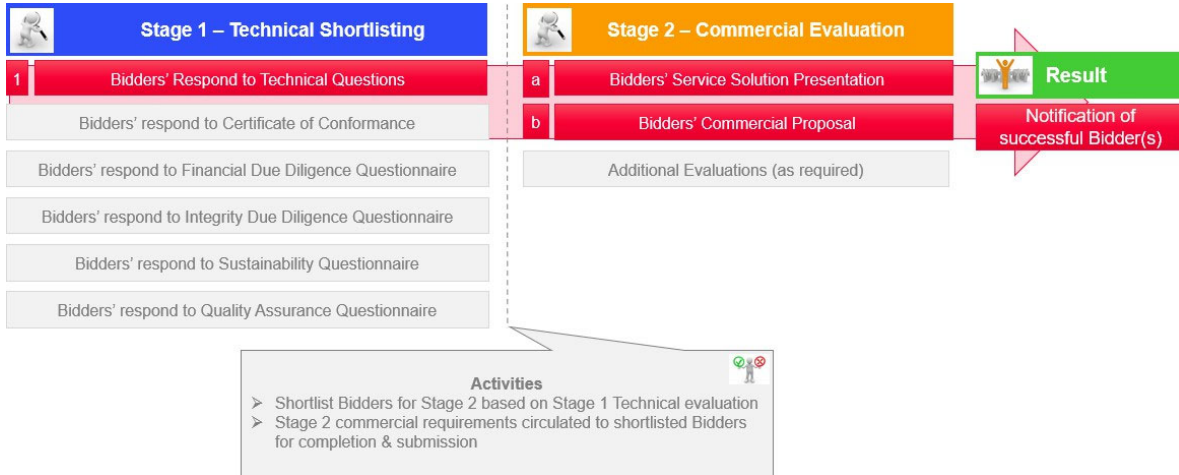 Stage 1 – Technical Shortlisting
1
Bidders' Respond to Technical Questions
Bidders' respond to Certificate of Conformance
Bidders' respond to Financial Due Diligence Questionnaire
Bidders' respond to Integrity Due Diligence Questionnaire
Bidders' respond to Sustainability Questionnaire
Bidders' respond to Quality Assurance Questionnaire
Stage 2 – Commercial Evaluation
a
Bidders' Service Solution Presentation
b
Bidders' Commercial Proposal
Additional Evaluations (as required)
Result
Notification of
successful Bidder(s)
Activities
➢ Shortlist Bidders for Stage 2 based on Stage 1 Technical evaluation
➢ Stage 2 commercial requirements circulated to shortlisted Bidders
for completion & submission